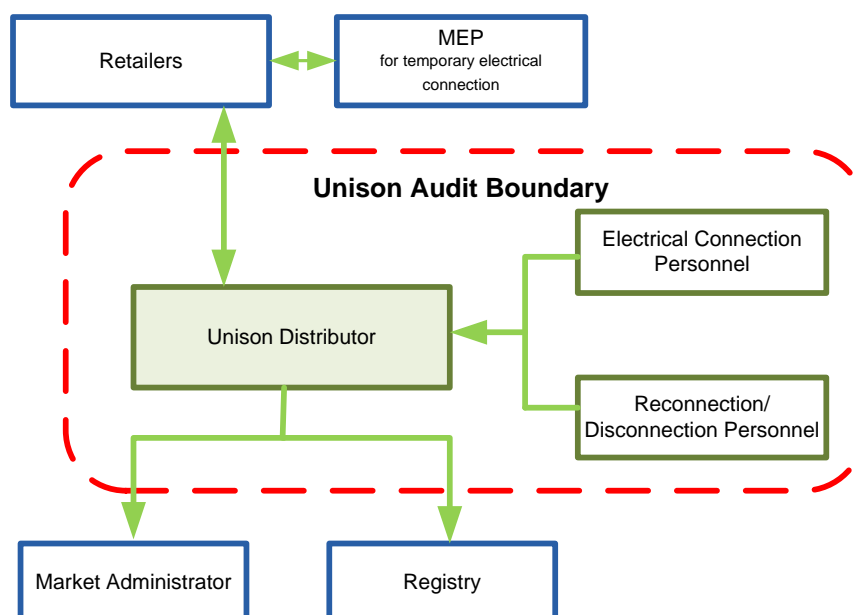 Retailers
MEP
for temporary electrical
connection
Unison Audit Boundary
Electrical Connection
Personnel
Unison Distributor
Reconnection/
Disconnection Personnel
Market Administrator
Registry